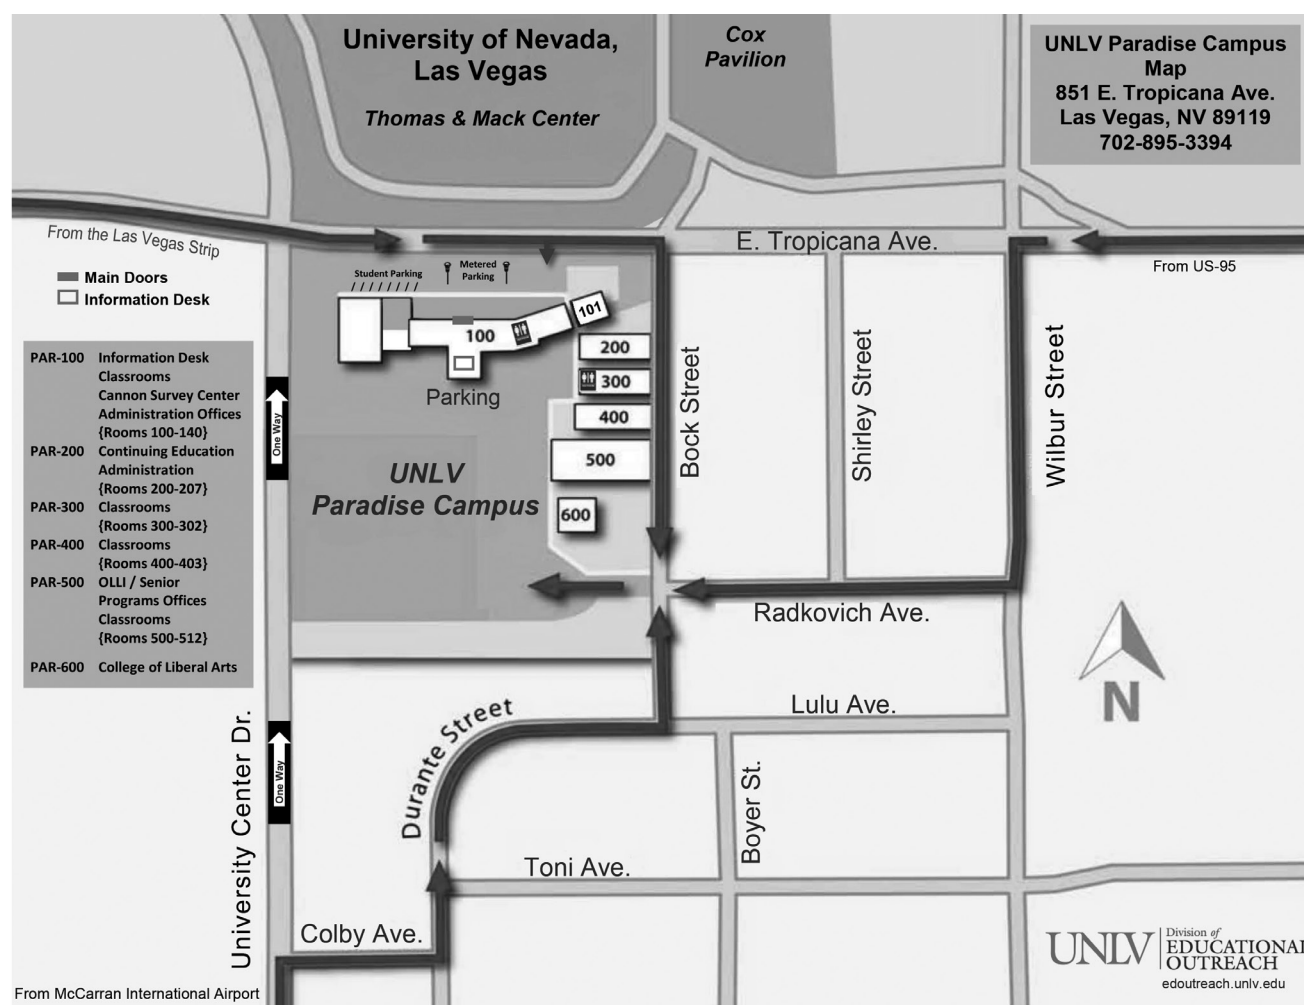 University of Nevada,
Las Vegas
Thomas & Mack Center
Cox
Pavilion
UNLV Paradise Campus
Map
851 E. Tropicana Ave.
Las Vegas, NV 89119
702-895-3394
From the Las Vegas Strip
E. Tropicana Ave.
From US-95
Main Doors
Information Desk
Student Parking
Metered
Parking
100
101
200
300
400
500
600
Parking
UNLV
Paradise Campus
PAR-100 Information Desk
Classrooms
Cannon Survey Center
Administration Offices
{Rooms 100-140}
PAR-200 Continuing Education
Administration
{Rooms 200-207}
PAR-300 Classrooms
{Rooms 300-302}
PAR-400 Classrooms
{Rooms 400-403}
PAR-500 OLLI / Senior
Programs Offices
Classrooms
{Rooms 500-512}
PAR-600 College of Liberal Arts
One Way
One Way
University Center Dr.
Bock Street
Shirley Street
Wilbur Street
Radkovich Ave.
N
Lulu Ave.
Durante Street
Boyer St.
Toni Ave.
Colby Ave.
From McCarran International Airport
UNLV
Division of
EDUCATIONAL
OUTREACH
edoutreach.unlv.edu